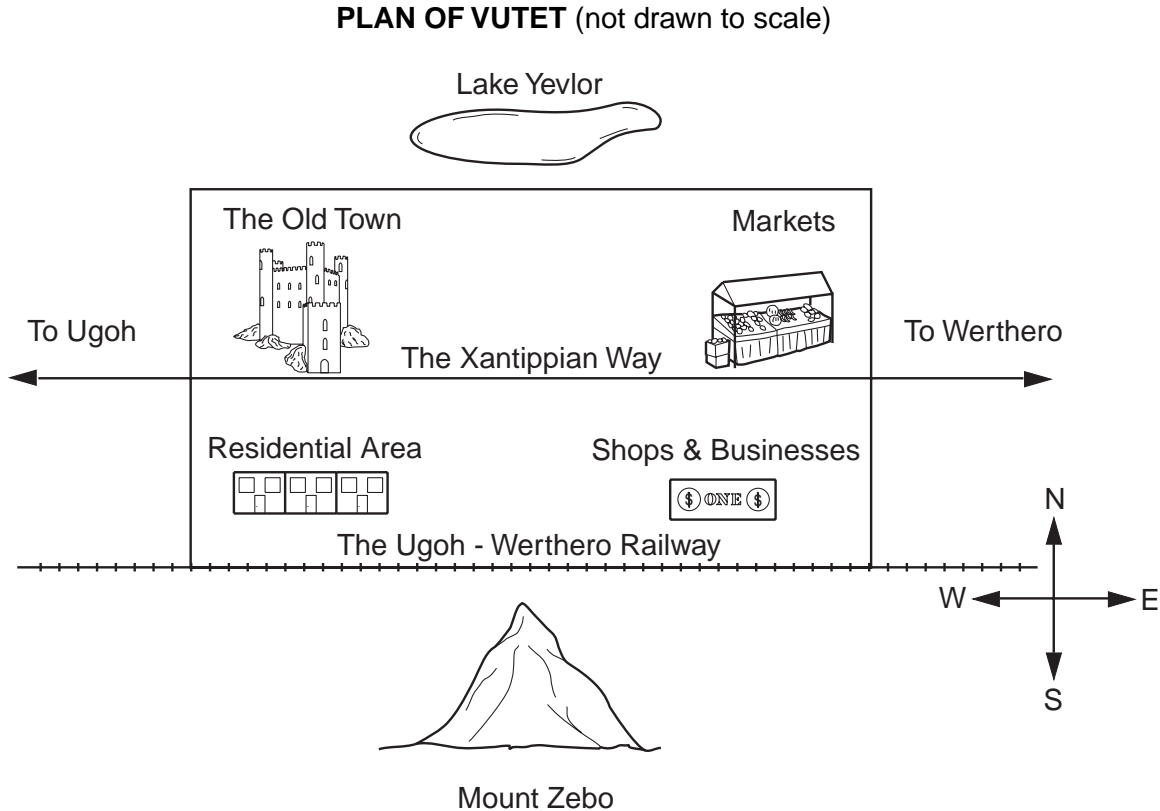 PLAN OF VUTET (not drawn to scale)
Lake Yevlor
The Old Town
Markets
To Ugoh
The Xantippian Way
To Werthero
Residential Area
Shops & Businesses
$ ONE $
The Ugoh - Werthero Railway
N
W
E
S
Mount Zebo